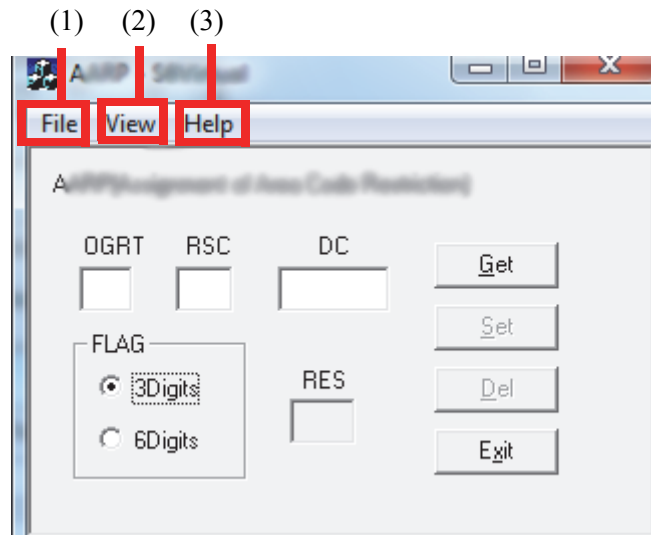 (1) (2) (3)
File View Help
OGRT RSC DC
Get
Set
FLAG
3Digits
RES
Del
6Digits
Exit